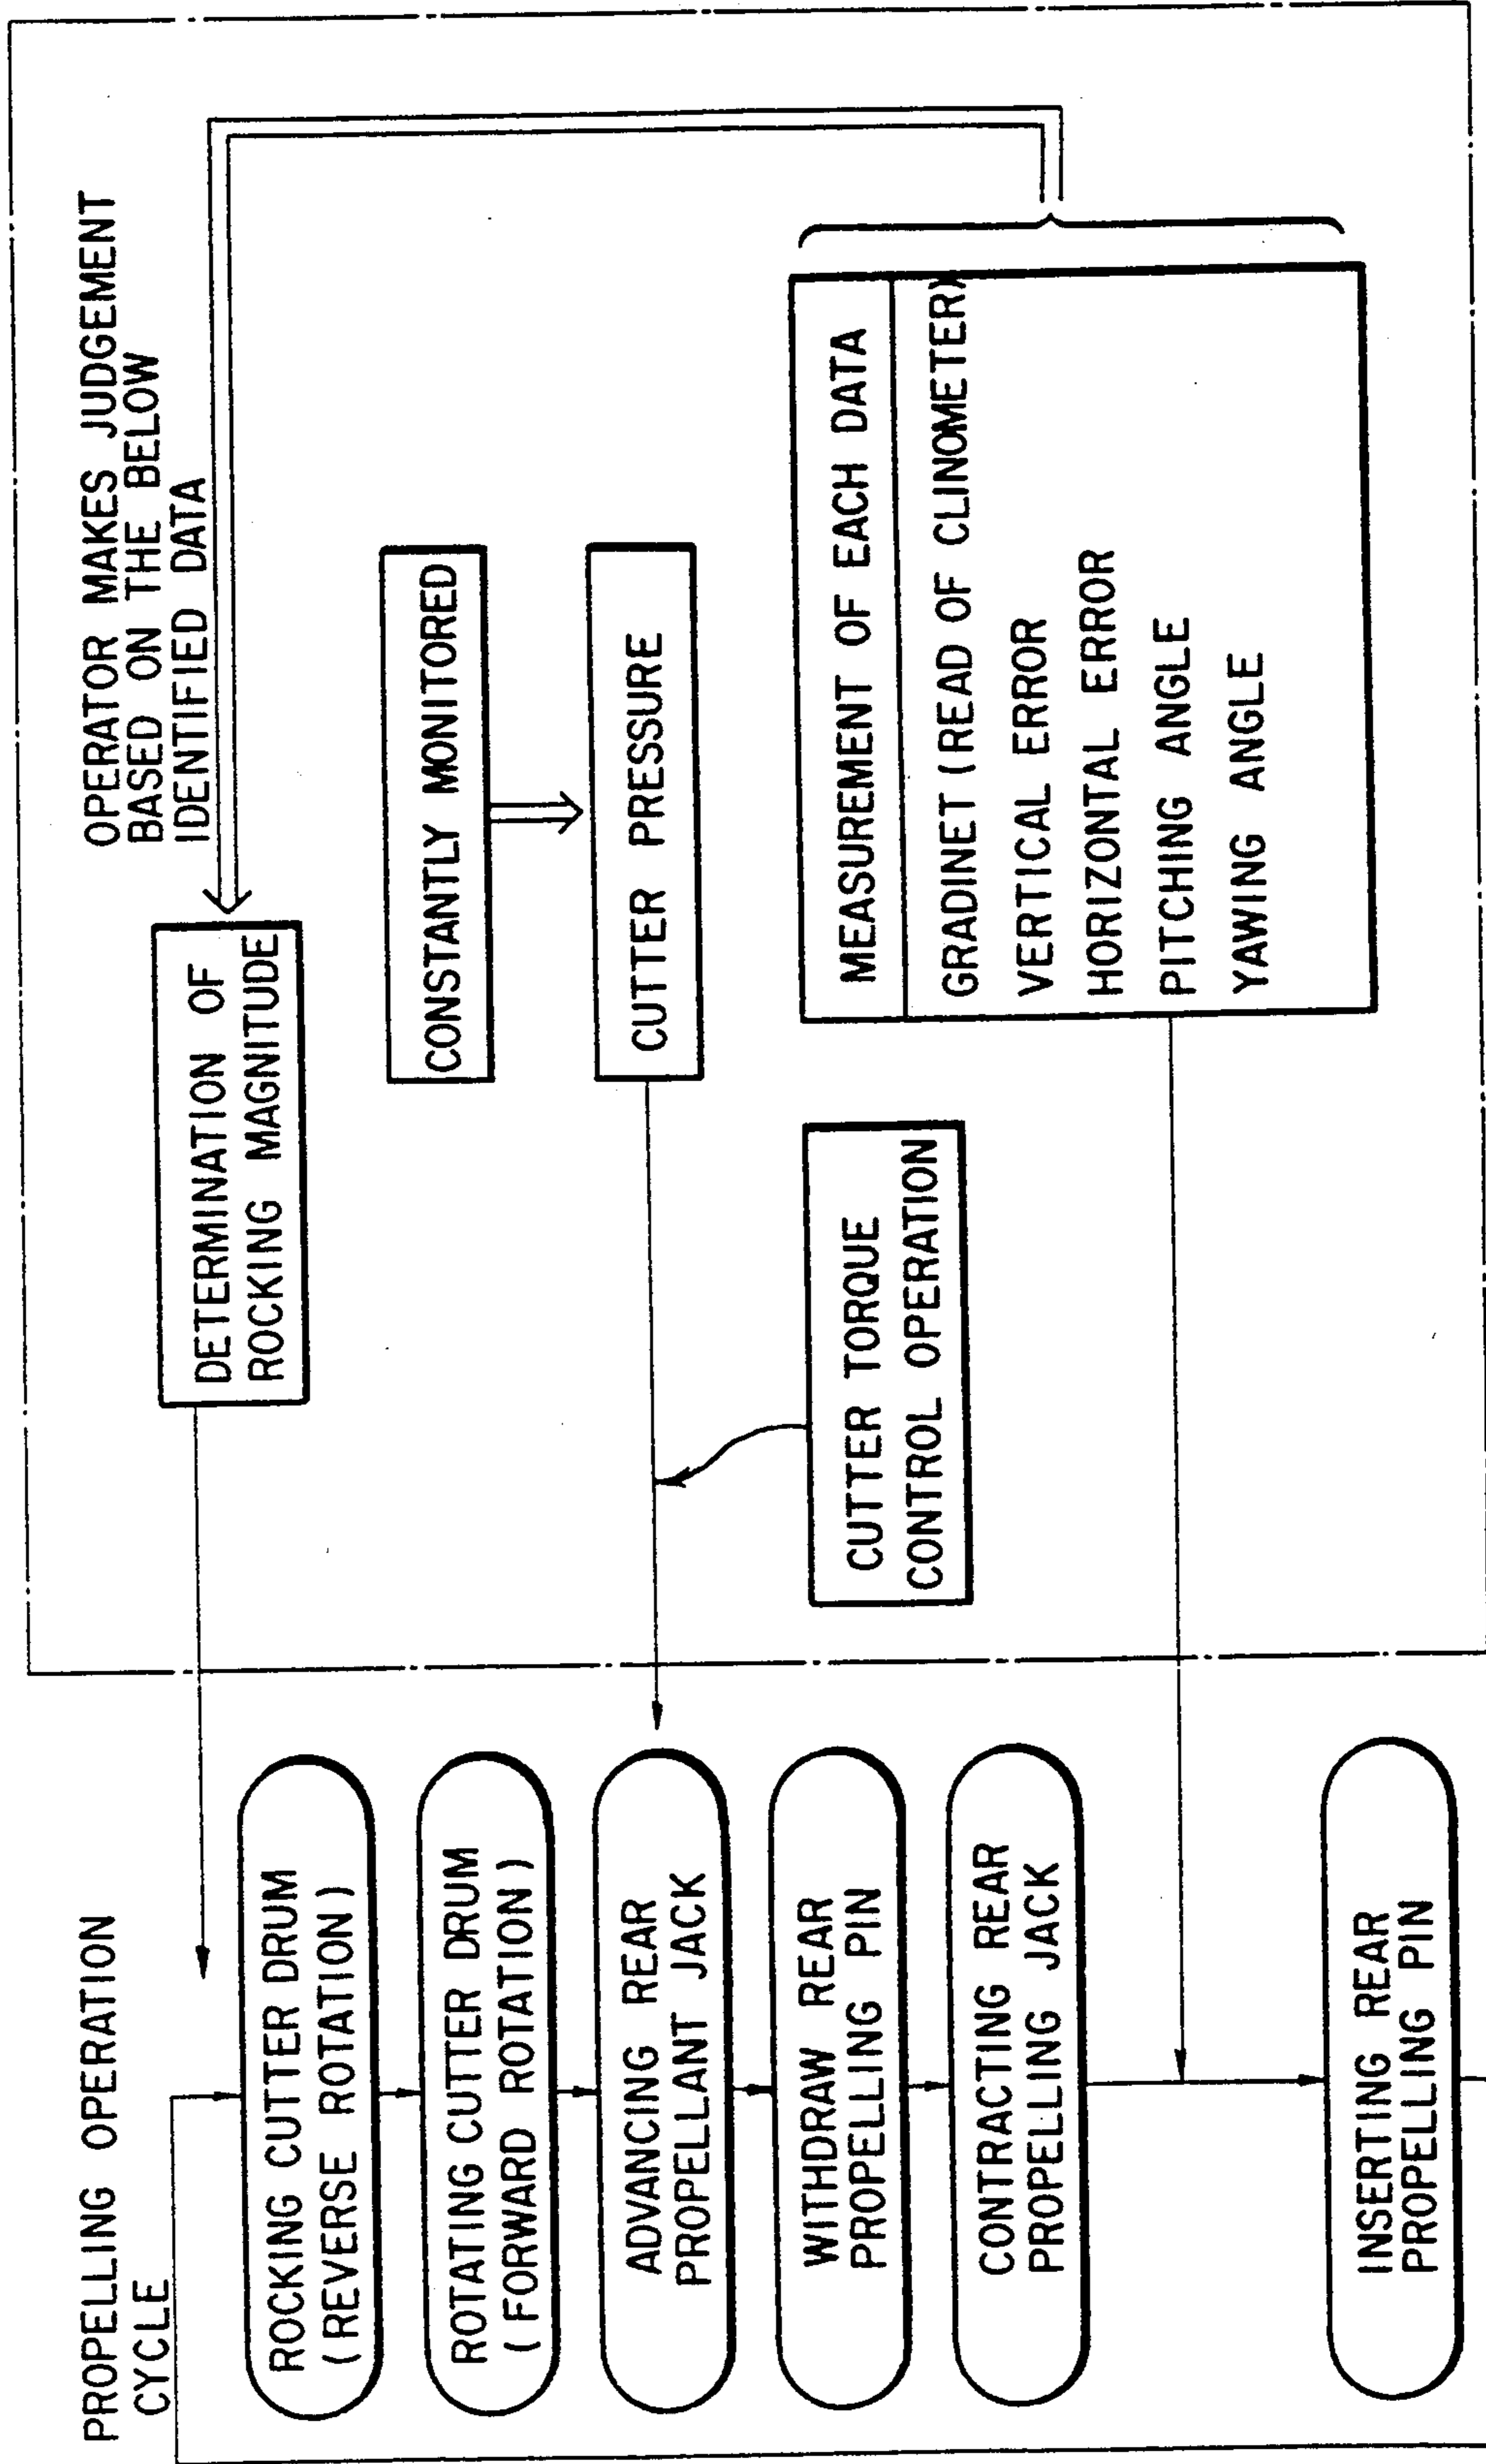 PROPELLING OPERATION
CYCLE
ROCKING CUTTER DRUM
(REVERSE ROTATION)
ROTATING CUTTER DRUM
(FORWARD ROTATION)
ADVANCING REAR
PROPELLANT JACK
WITHDRAW REAR
PROPELLING PIN
CONTRACTING REAR
PROPELLING JACK
INSERTING REAR
PROPELLING PIN
DETERMINATION OF
ROCKING MAGNITUDE
OPERATOR MAKES JUDGEMENT
BASED ON THE BELOW
IDENTIFIED DATA
CONSTANTLY MONITORED
CUTTER PRESSURE
CUTTER TORQUE
CONTROL OPERATION
MEASUREMENT OF EACH DATA
GRADINET (READ OF CLINOMETER)
VERTICAL ERROR
HORIZONTAL ERROR
PITCHING ANGLE
YAWING ANGLE